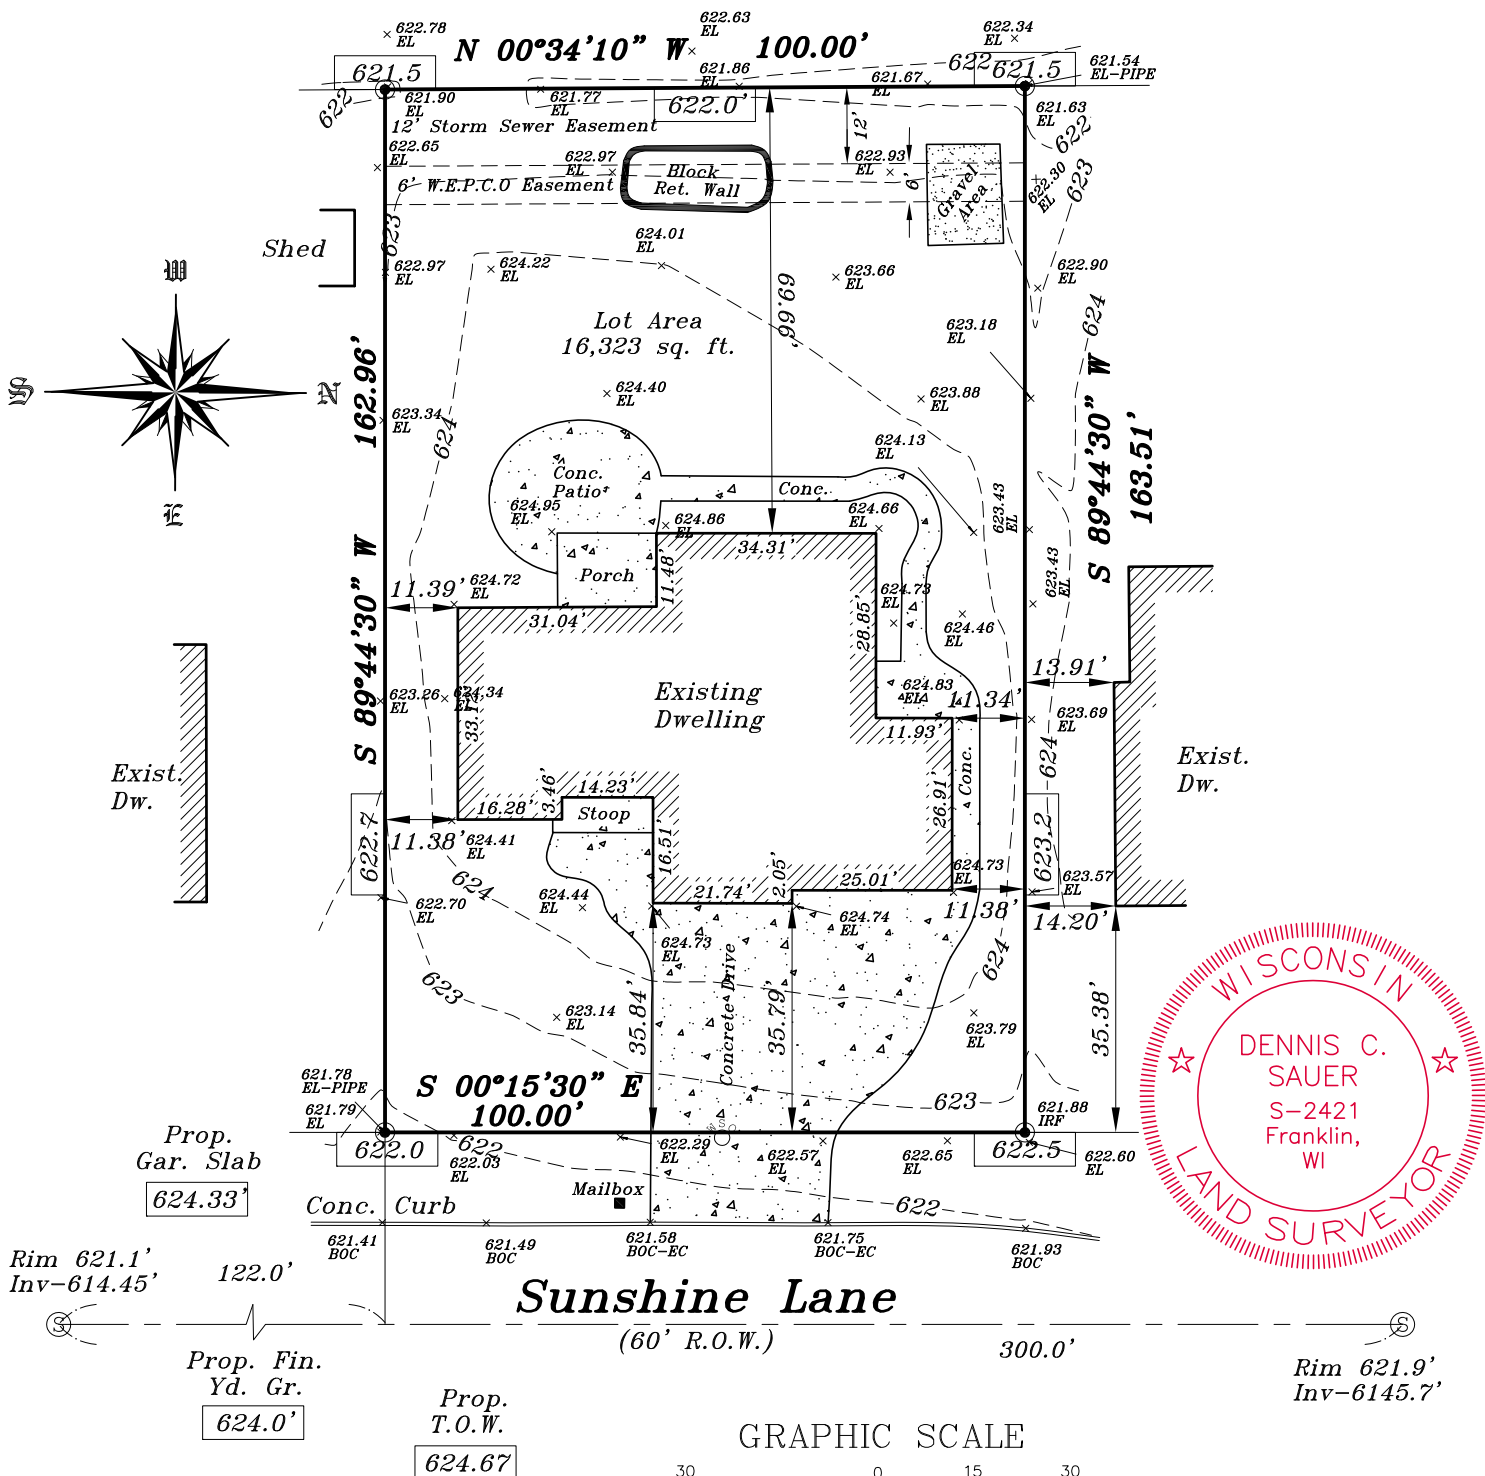 622.78
EL
622.63
EL
622.34
EL
N 00°34'10" W 100.00'
621.5
622
622
621.86
EL
621.67
EL
621.5
621.54
EL-PIPE
621.90
EL
621.77
EL
622.0'
621.63
EL
12' Storm Sewer Easement
12'
622
622.65
EL
622.97
EL
Block
Ret. Wall
622.93
EL
6'
Gravel
Area
622.30
EL
623
6' W.E.P.C.O Easement
623
Shed
624.01
EL
622.97
EL
624.22
EL
623.66
EL
622.90
EL
69.66'
W
S
N
E
Lot Area
16,323 sq. ft.
623.18
EL
624
S 89°44'30" W 162.96'
624.40
EL
623.88
EL
623.34
EL
624
624.13
EL
S 89°44'30" W
163.51'
Conc.
Patio
Conc.
624.95
EL
624.86
EL
624.66
EL
623.43
EL
34.31'
11.48'
Porch
11.39'
624.72
EL
31.04'
28.85'
624.73
EL
624.46
EL
623.43
EL
623.26
EL
624.34
EL
Existing
Dwelling
624.83
EL
11.34'
13.91'
623.69
EL
11.93'
624
Exist.
Dw.
Exist.
Dw.
14.23'
3.46'
16.28'
Stoop
Conc.
26.91'
622.7
11.38'
624.41
EL
16.51'
2.05'
25.01'
21.74'
624.73
EL
623.2
623.57
EL
624
622.70
EL
624.44
EL
624.73
EL
624.74
EL
11.38'
14.20'
624
623
Concrete Drive
35.84'
35.79'
35.38'
623.14
EL
623.79
EL
623
S 00°15'30" E
100.00'
621.78
EL-PIPE
621.79
EL
621.88
IRF
622.0
622
622.03
EL
622.29
EL
W.S.O.
622.57
EL
622.65
EL
622.5
622.60
EL
Prop.
Gar. Slab
624.33'
Mailbox
622
Conc. Curb
621.41
BOC
621.49
BOC
621.58
BOC-EC
621.75
BOC-EC
621.93
BOC
WISCONSIN
DENNIS C.
SAUER
S-2421
Franklin,
WI
LAND SURVEYOR
Rim 621.1'
Inv-614.45'
122.0'
Sunshine Lane
S
S
(60' R.O.W.)
300.0'
Rim 621.9'
Inv-6145.7'
Prop. Fin.
Yd. Gr.
624.0'
Prop.
T.O.W.
624.67
GRAPHIC SCALE
30 0 15 30